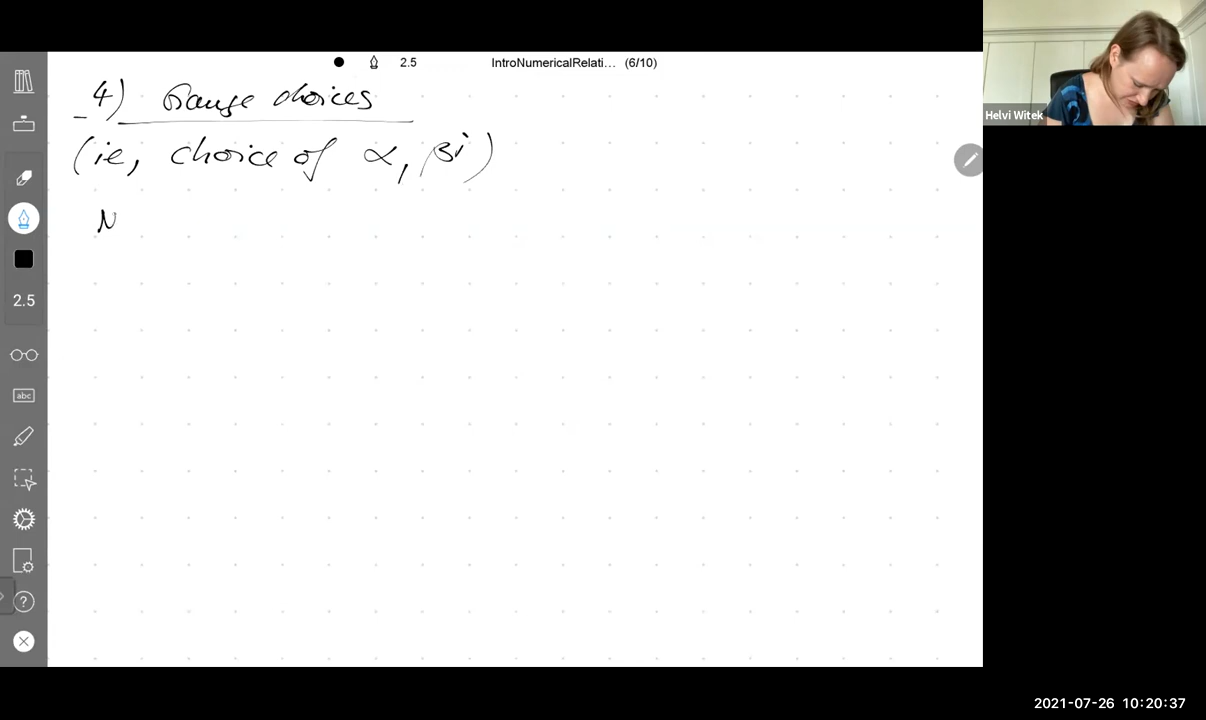 2.5 IntroNumericalRelati... (6/10)
4) Gauge choices
(ie, choice of α, βi)
N
Helvi Witek
2.5
abc
?
2021-07-26 10:20:37